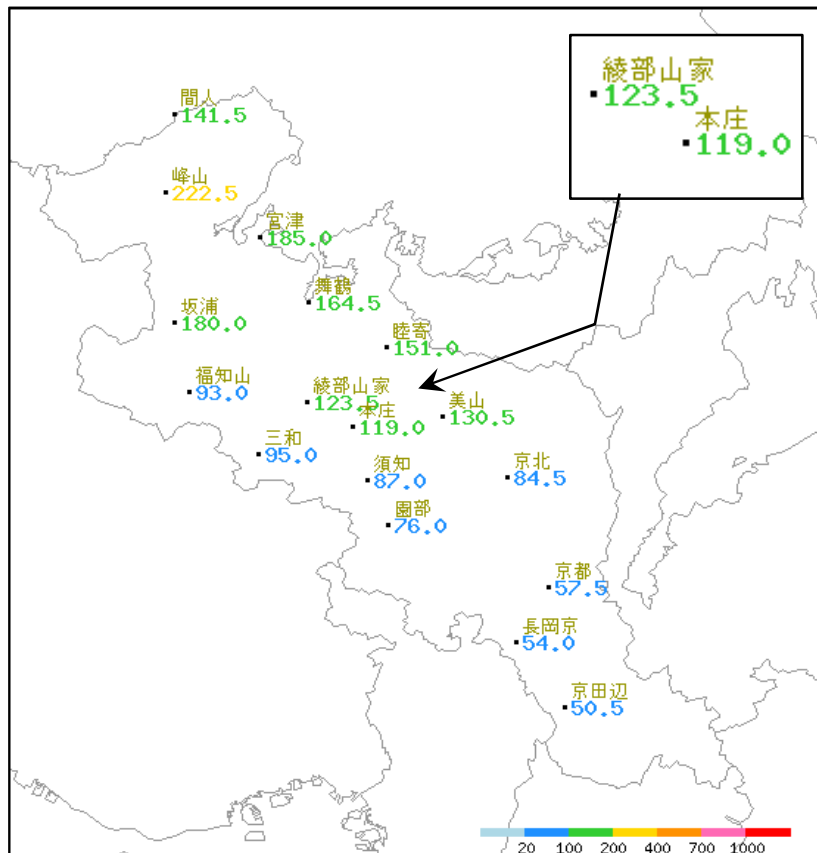 綾部山家
123.5
本庄
119.0
間人
141.5
峰山
222.5
宮津
185.0
舞鶴
164.5
坂浦
180.0
睦寄
151.0
福知山
93.0
綾部山家
123.5
本庄
119.0
美山
130.5
三和
95.0
須知
87.0
京北
84.5
園部
76.0
京都
57.5
長岡京
54.0
京田辺
50.5
20 100 200 400 700 1000